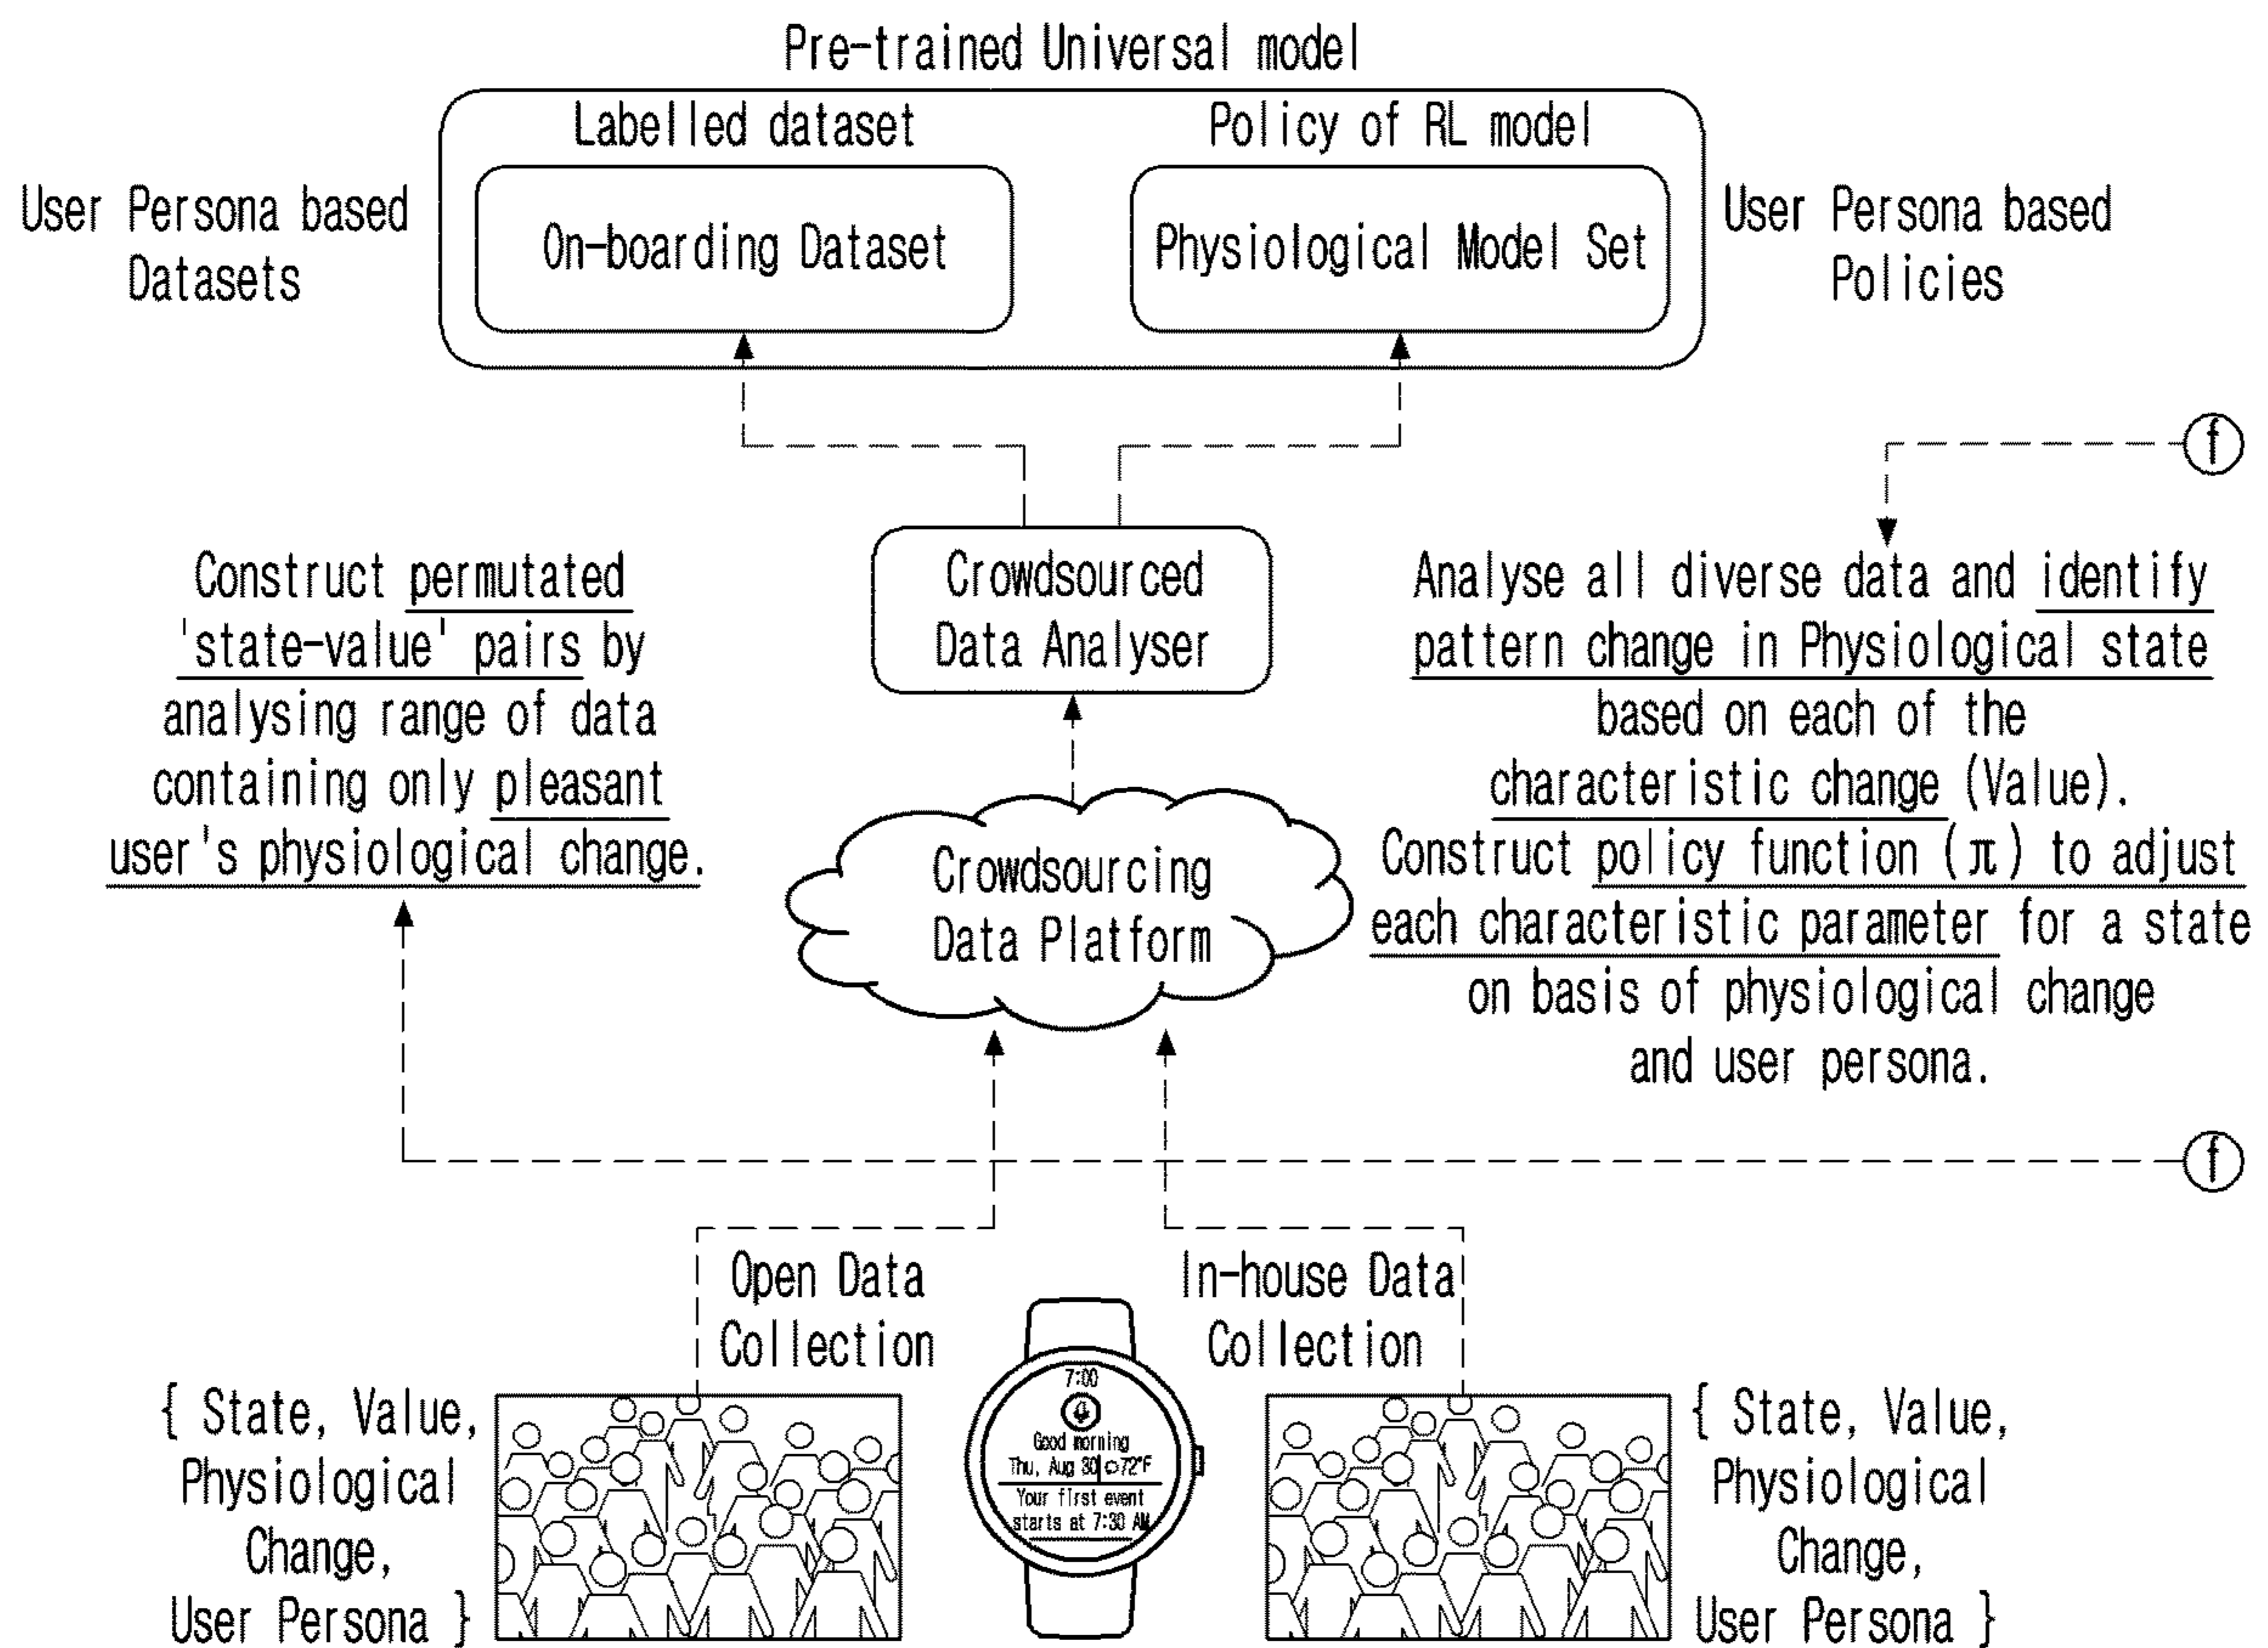 Pre-trained Universal model
Labelled dataset
Policy of RL model
User Persona based
Datasets
On-boarding Dataset
Physiological Model Set
User Persona based
Policies
f
Construct permutated
'state-value' pairs by
analysing range of data
containing only pleasant
user's physiological change.
Crowdsourced
Data Analyser
Analyse all diverse data and identify
pattern change in Physiological state
based on each of the
characteristic change (Value).
Construct policy function (π) to adjust
each characteristic parameter for a state
on basis of physiological change
and user persona.
Crowdsourcing
Data Platform
f
Open Data
Collection
In-house Data
Collection
{ State, Value,
Physiological
Change,
User Persona }
7:00
Good morning
Thu, Aug 30 72°F
Your first event
starts at 7:30 AM
{ State, Value,
Physiological
Change,
User Persona }